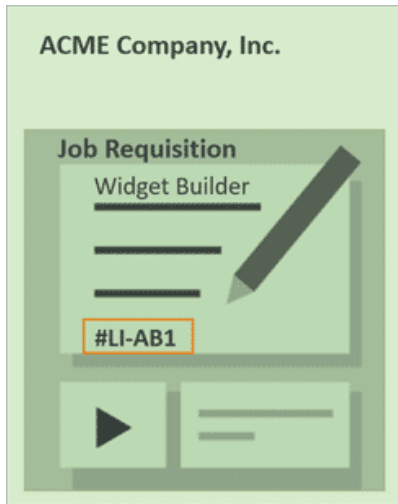 ACME Company, Inc.
Job Requisition
Widget Builder
#LI-AB1